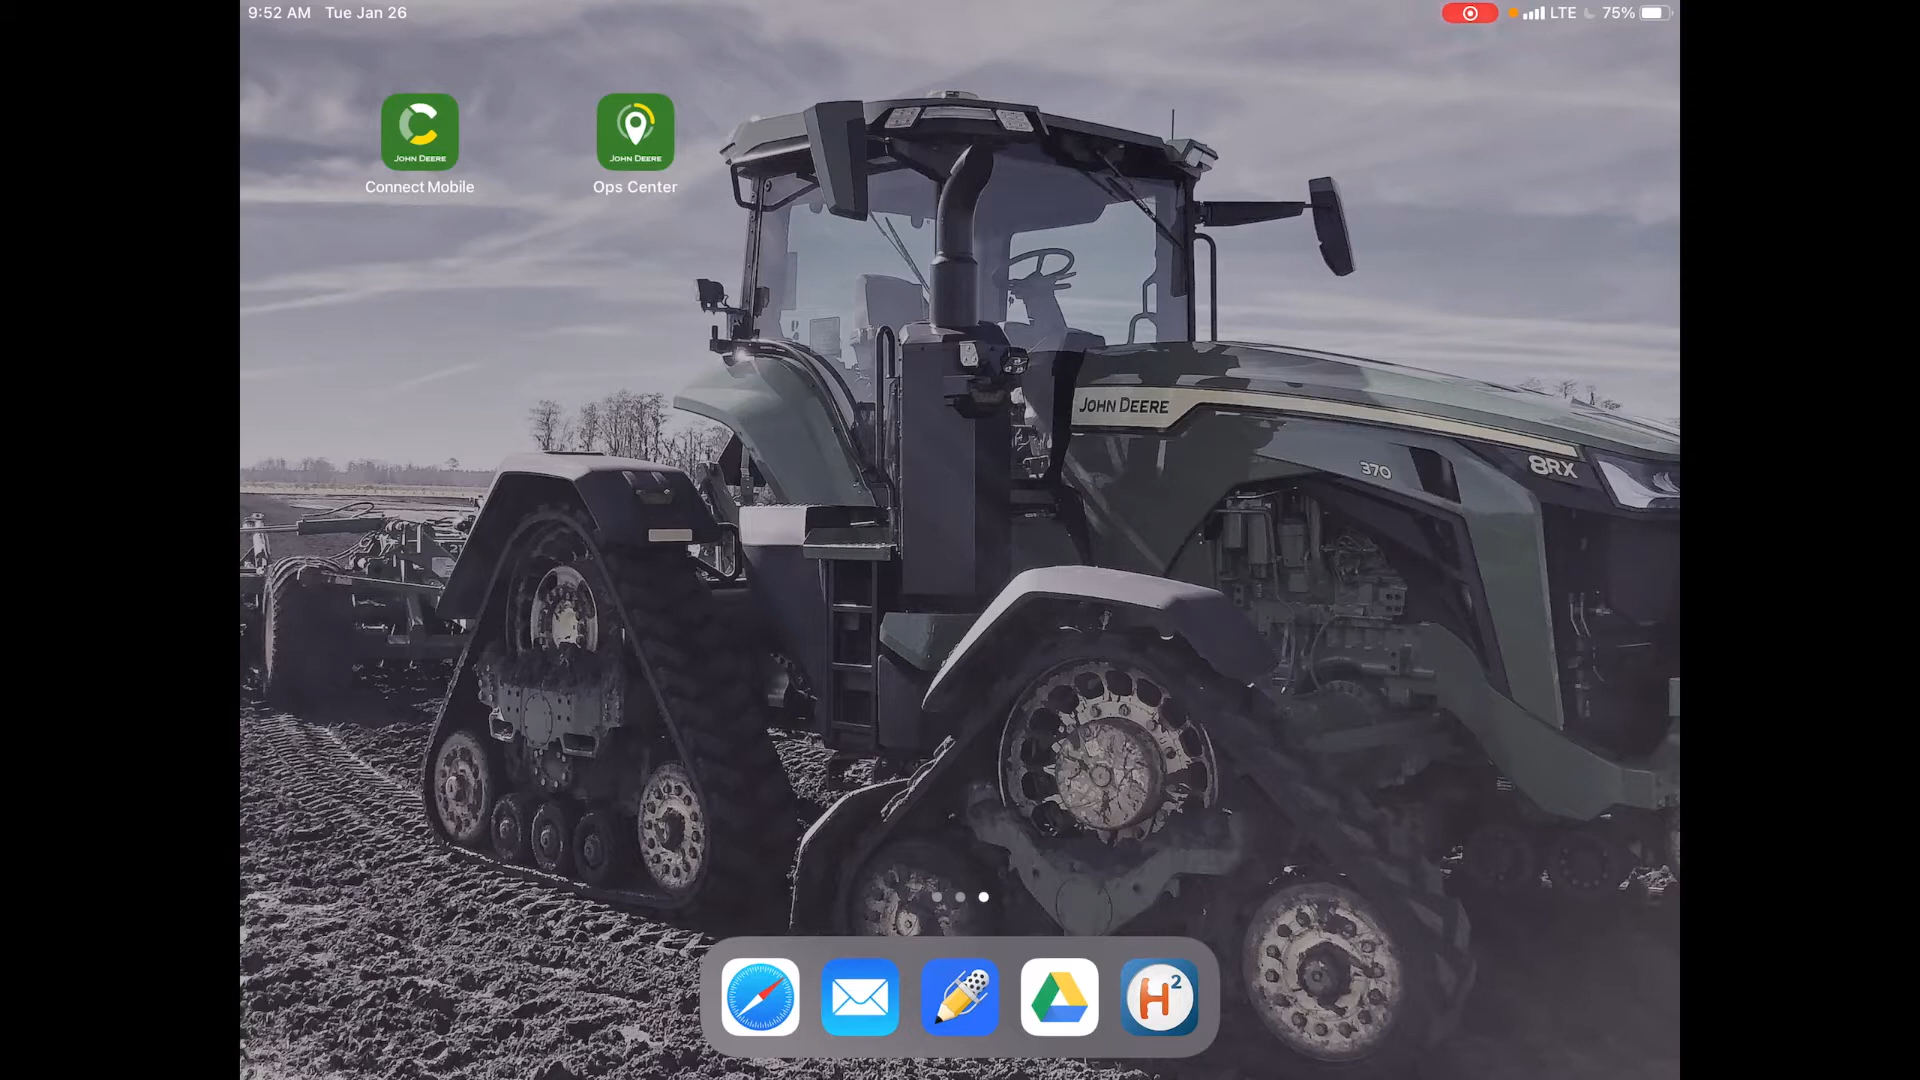 9:52 AM Tue Jan 26
LTE 75%
JOHN DEERE
Connect Mobile
JOHN DEERE
Ops Center
JOHN DEERE
370
8RX
H2